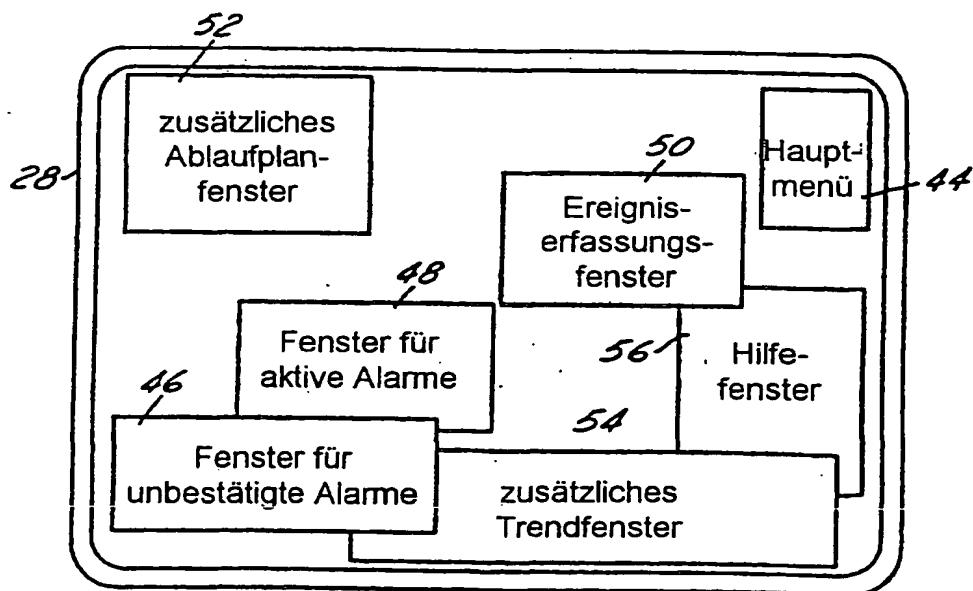 52
zusätzliches
Ablaufplan-
fenster
28
Haupt-
menü
44
50
Ereignis-
erfassungs-
fenster
48
Fenster für
aktive Alarme
56
Hilfe-
fenster
46
Fenster für
unbestätigte Alarme
54
zusätzliches
Trendfenster